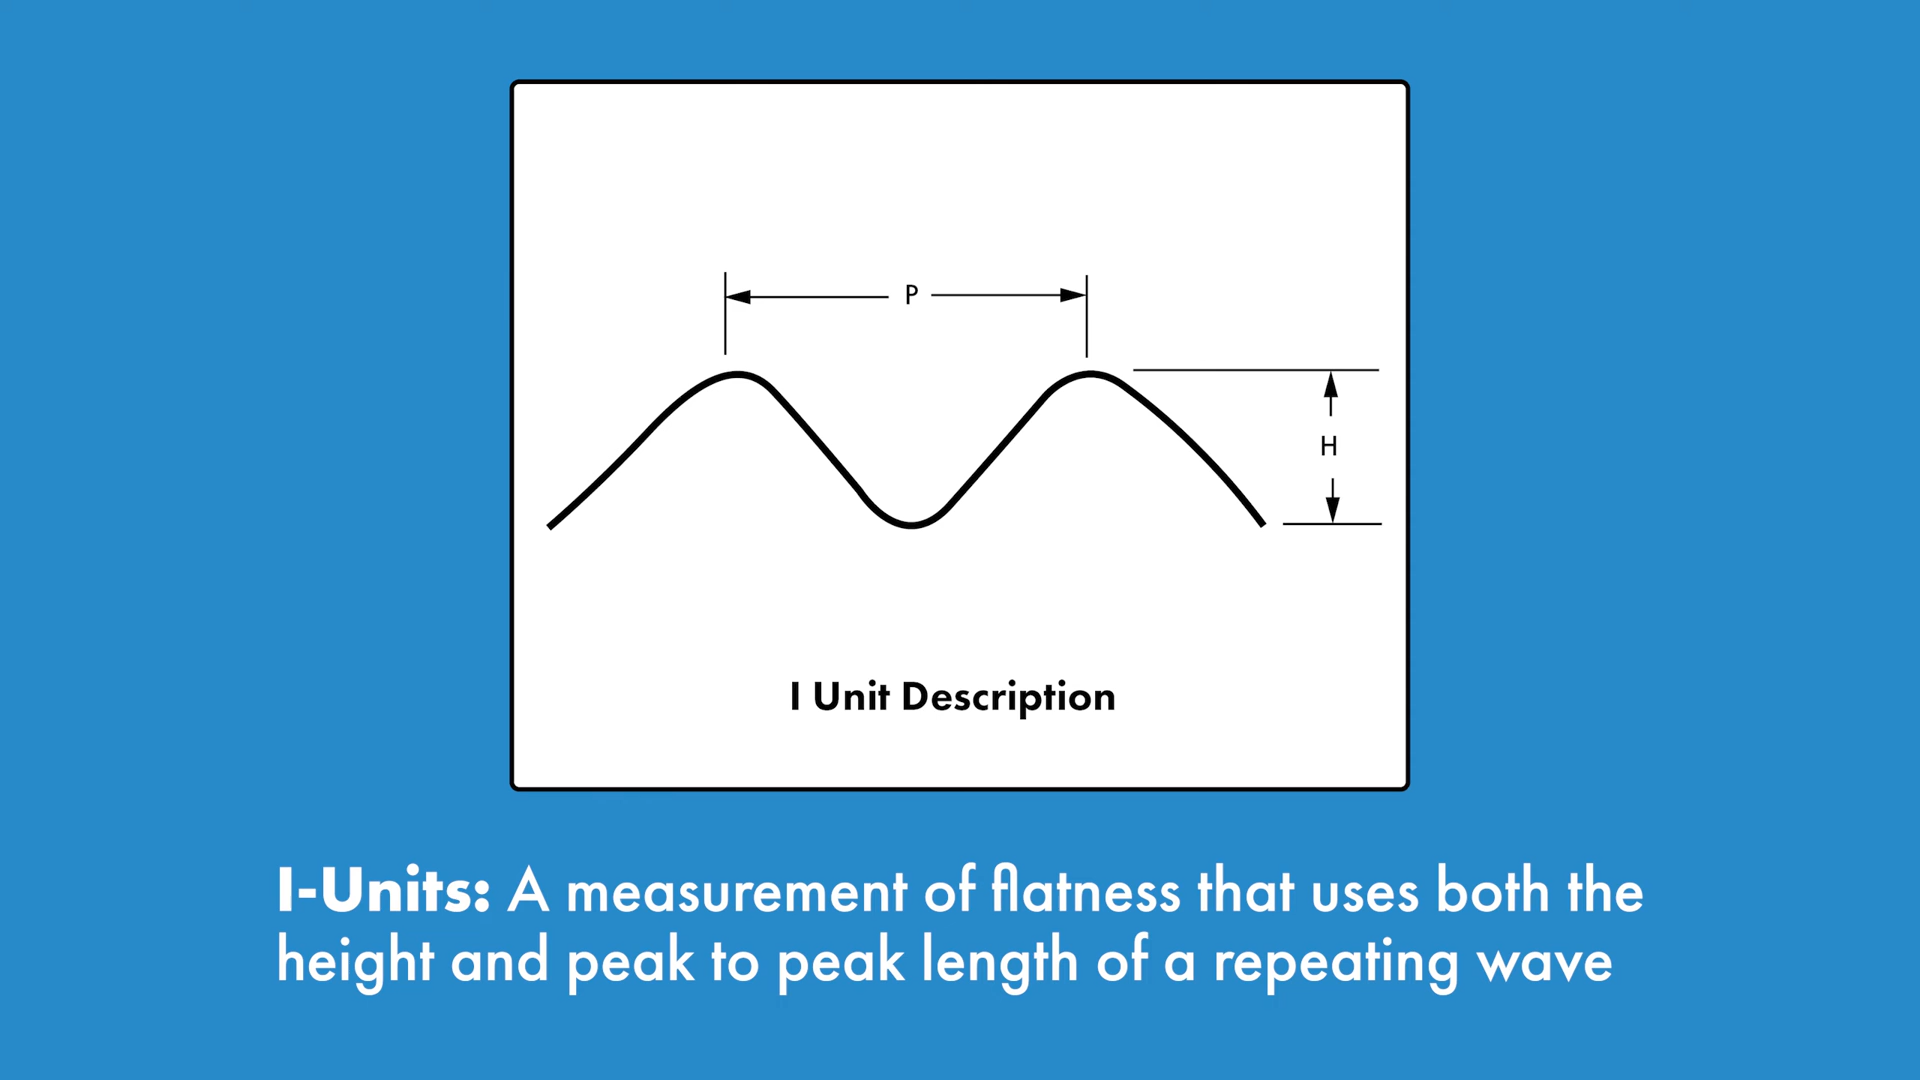 P
H
I Unit Description
I-Units: A measurement of flatness that uses both the
height and peak to peak length of a repeating wave